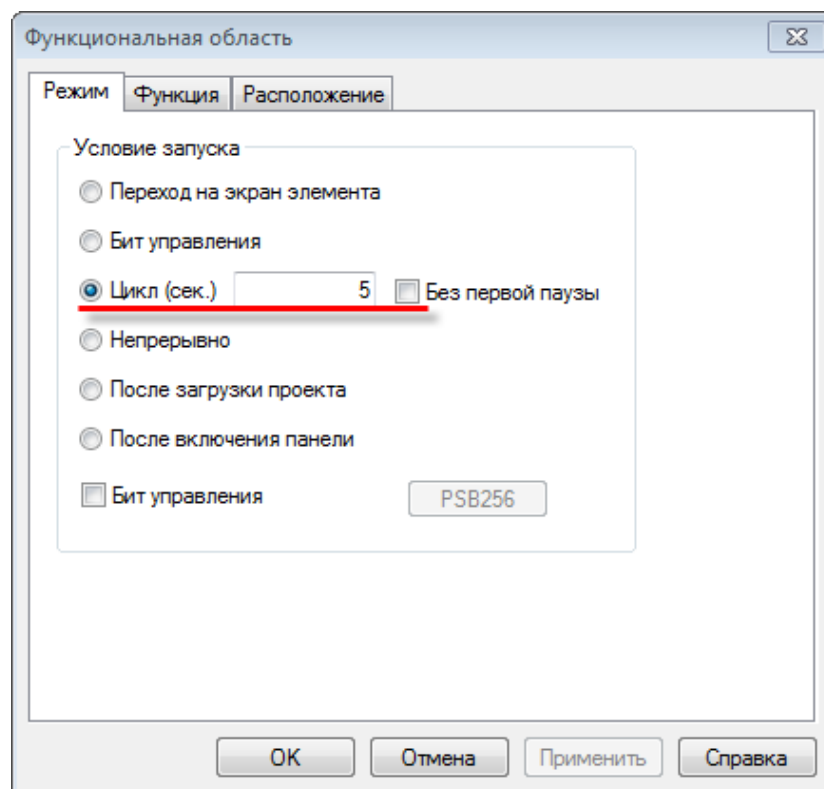 Функциональная область
Режим Функция Расположение
Условие запуска
Переход на экран элемента
Бит управления
Цикл (сек.) 5 Без первой паузы
Непрерывно
После загрузки проекта
После включения панели
Бит управления PSB256
OK Отмена Применить Справка